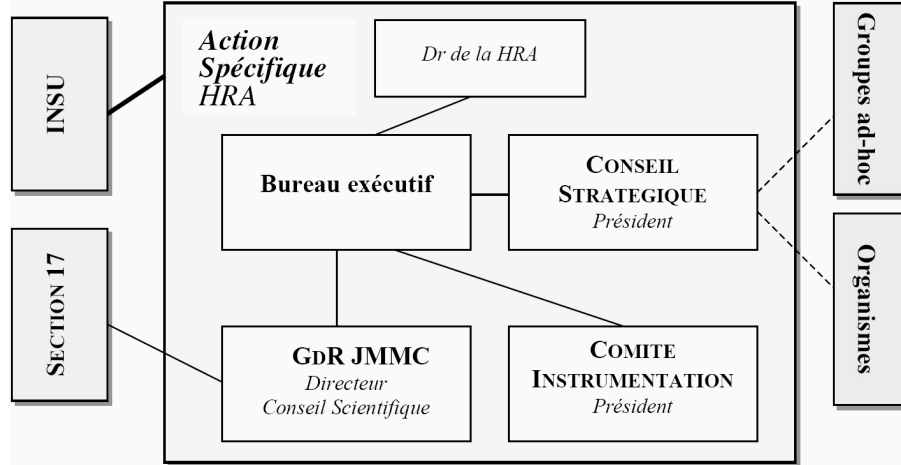 INSU
SECTION 17
Action
Spécifique
HRA
Dr de la HRA
Bureau exécutif
CONSEIL
STRATEGIQUE
Président
GDR JMMC
Directeur
Conseil Scientifique
COMITE
INSTRUMENTATION
Président
Groupes ad-hoc
Organismes